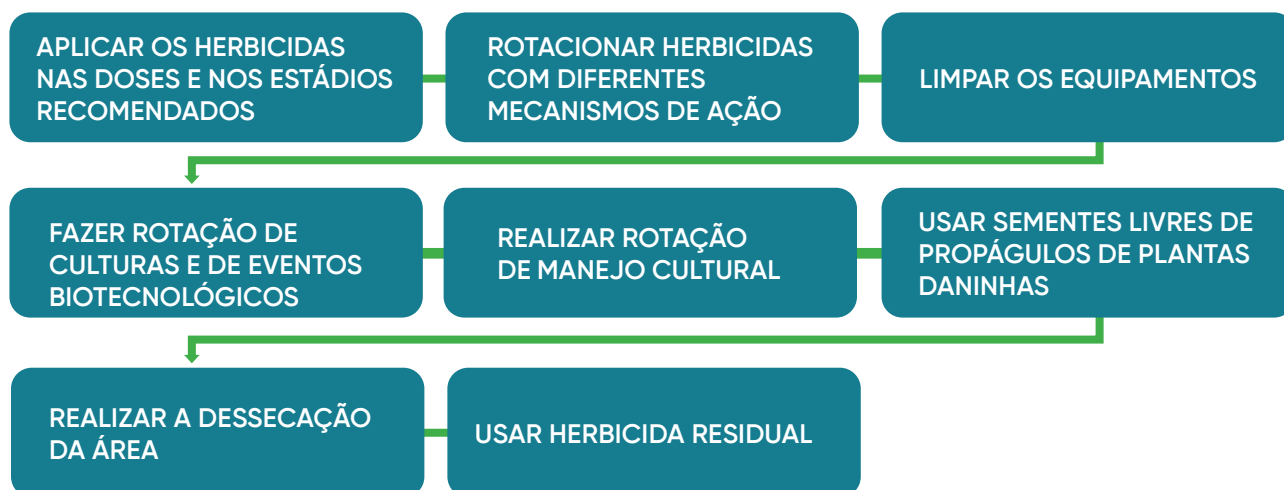 APLICAR OS HERBICIDAS
NAS DOSES E NOS ESTÁDIOS
RECOMENDADOS
ROTACIONAR HERBICIDAS
COM DIFERENTES
MECANISMOS DE AÇÃO
LIMPAR OS EQUIPAMENTOS
FAZER ROTAÇÃO DE
CULTURAS E DE EVENTOS
BIOTECNOLÓGICOS
REALIZAR ROTAÇÃO
DE MANEJO CULTURAL
USAR SEMENTES LIVRES DE
PROPÁGULOS DE PLANTAS
DANINHAS
REALIZAR A DESSECAÇÃO
DA ÁREA
USAR HERBICIDA RESIDUAL